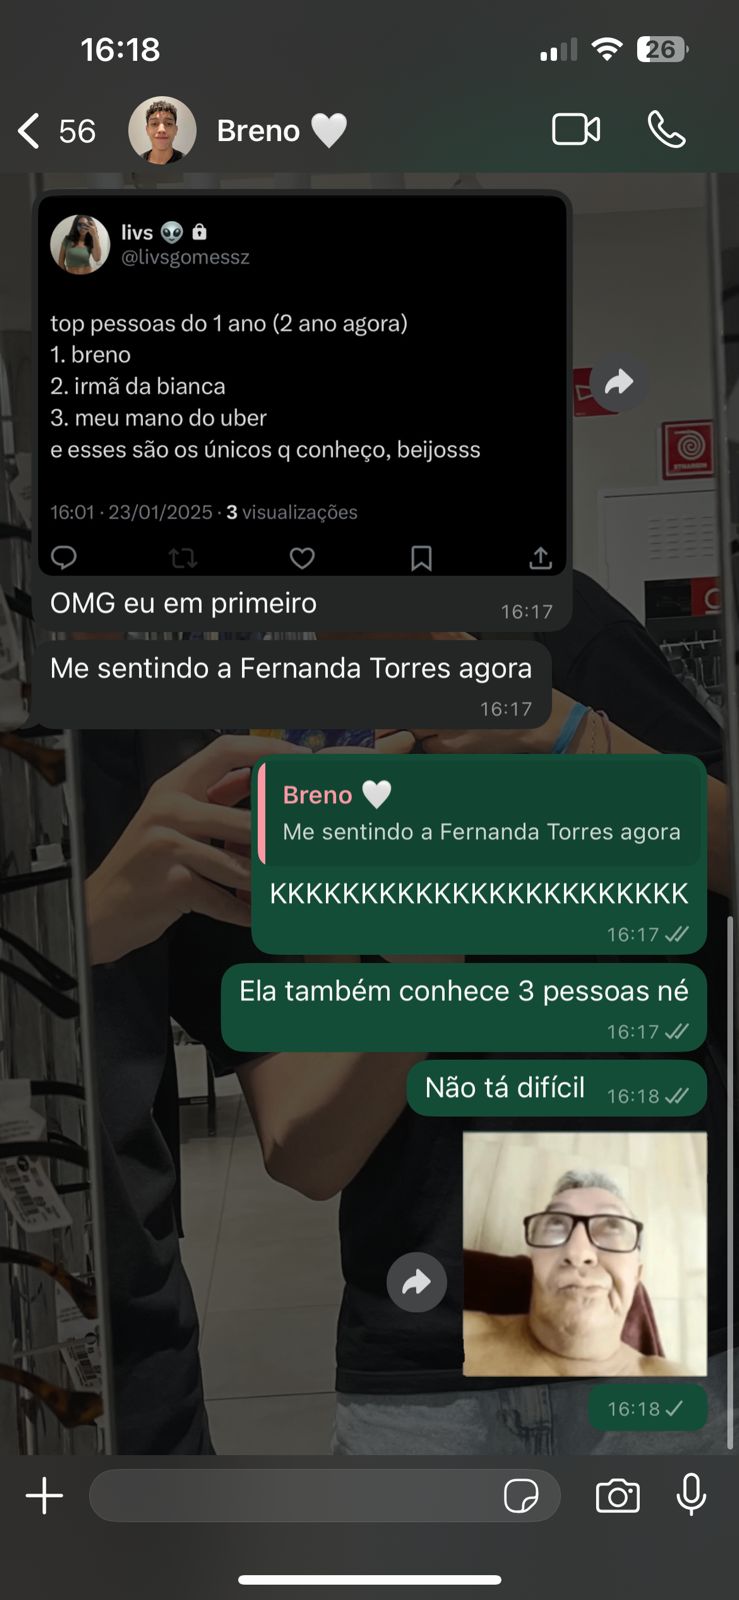 16:18
26
56
Breno 🤍
livs 👽 🔒
@livsgomessz
top pessoas do 1 ano (2 ano agora)
1. breno
2. irmã da bianca
3. meu mano do uber
e esses são os únicos q conheço, beijosss
16:01 · 23/01/2025 · 3 visualizações
OMG eu em primeiro
16:17
Me sentindo a Fernanda Torres agora
16:17
Breno 🤍
Me sentindo a Fernanda Torres agora
KKKKKKKKKKKKKKKKKKKKKKK
16:17
Ela também conhece 3 pessoas né
16:17
Não tá difícil 16:18
16:18